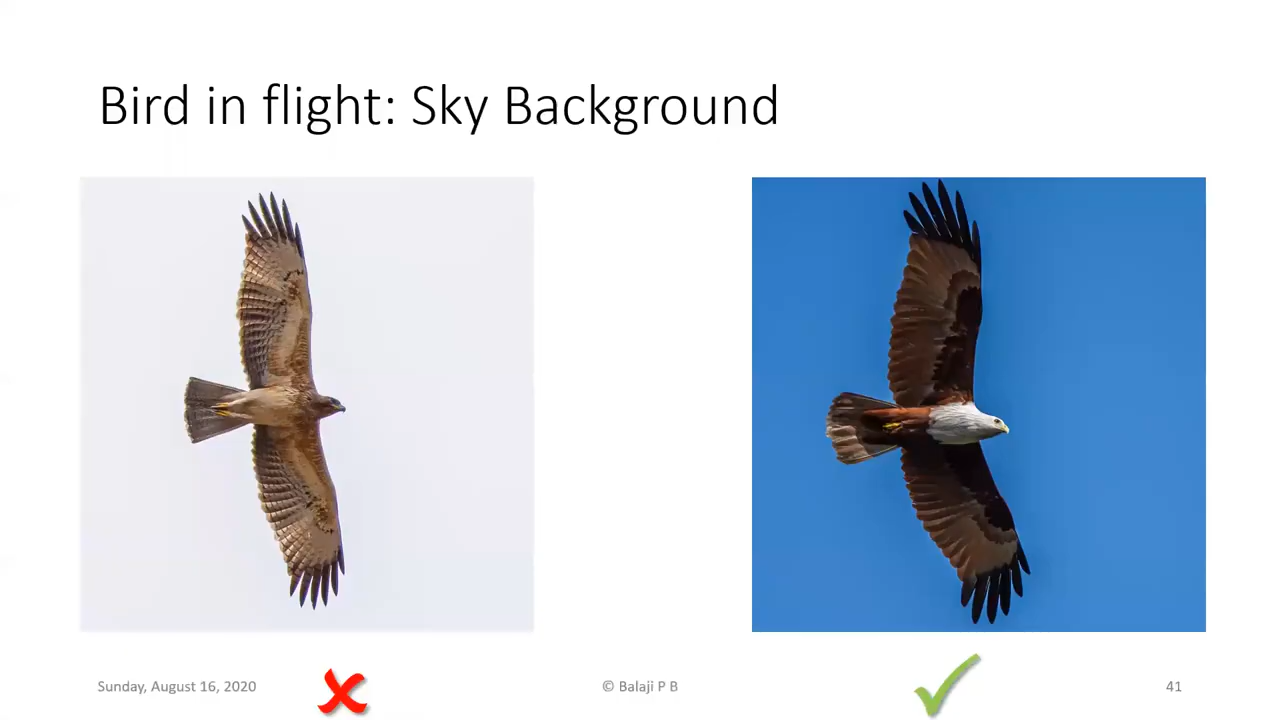 Bird in flight: Sky Background
Sunday, August 16, 2020
© Balaji P B
41